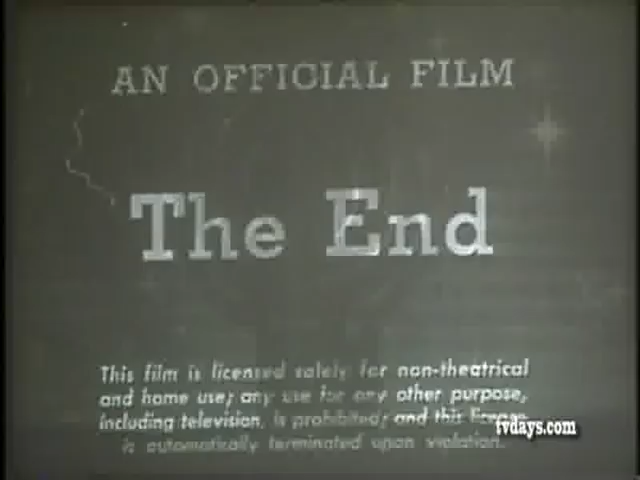 AN OFFICIAL FILM
The End
This film is licensed solely for non-theatrical
and home use; any use for any other purpose,
including television, is prohibited; and this license
is automatically terminated upon violation.
tvdays.com